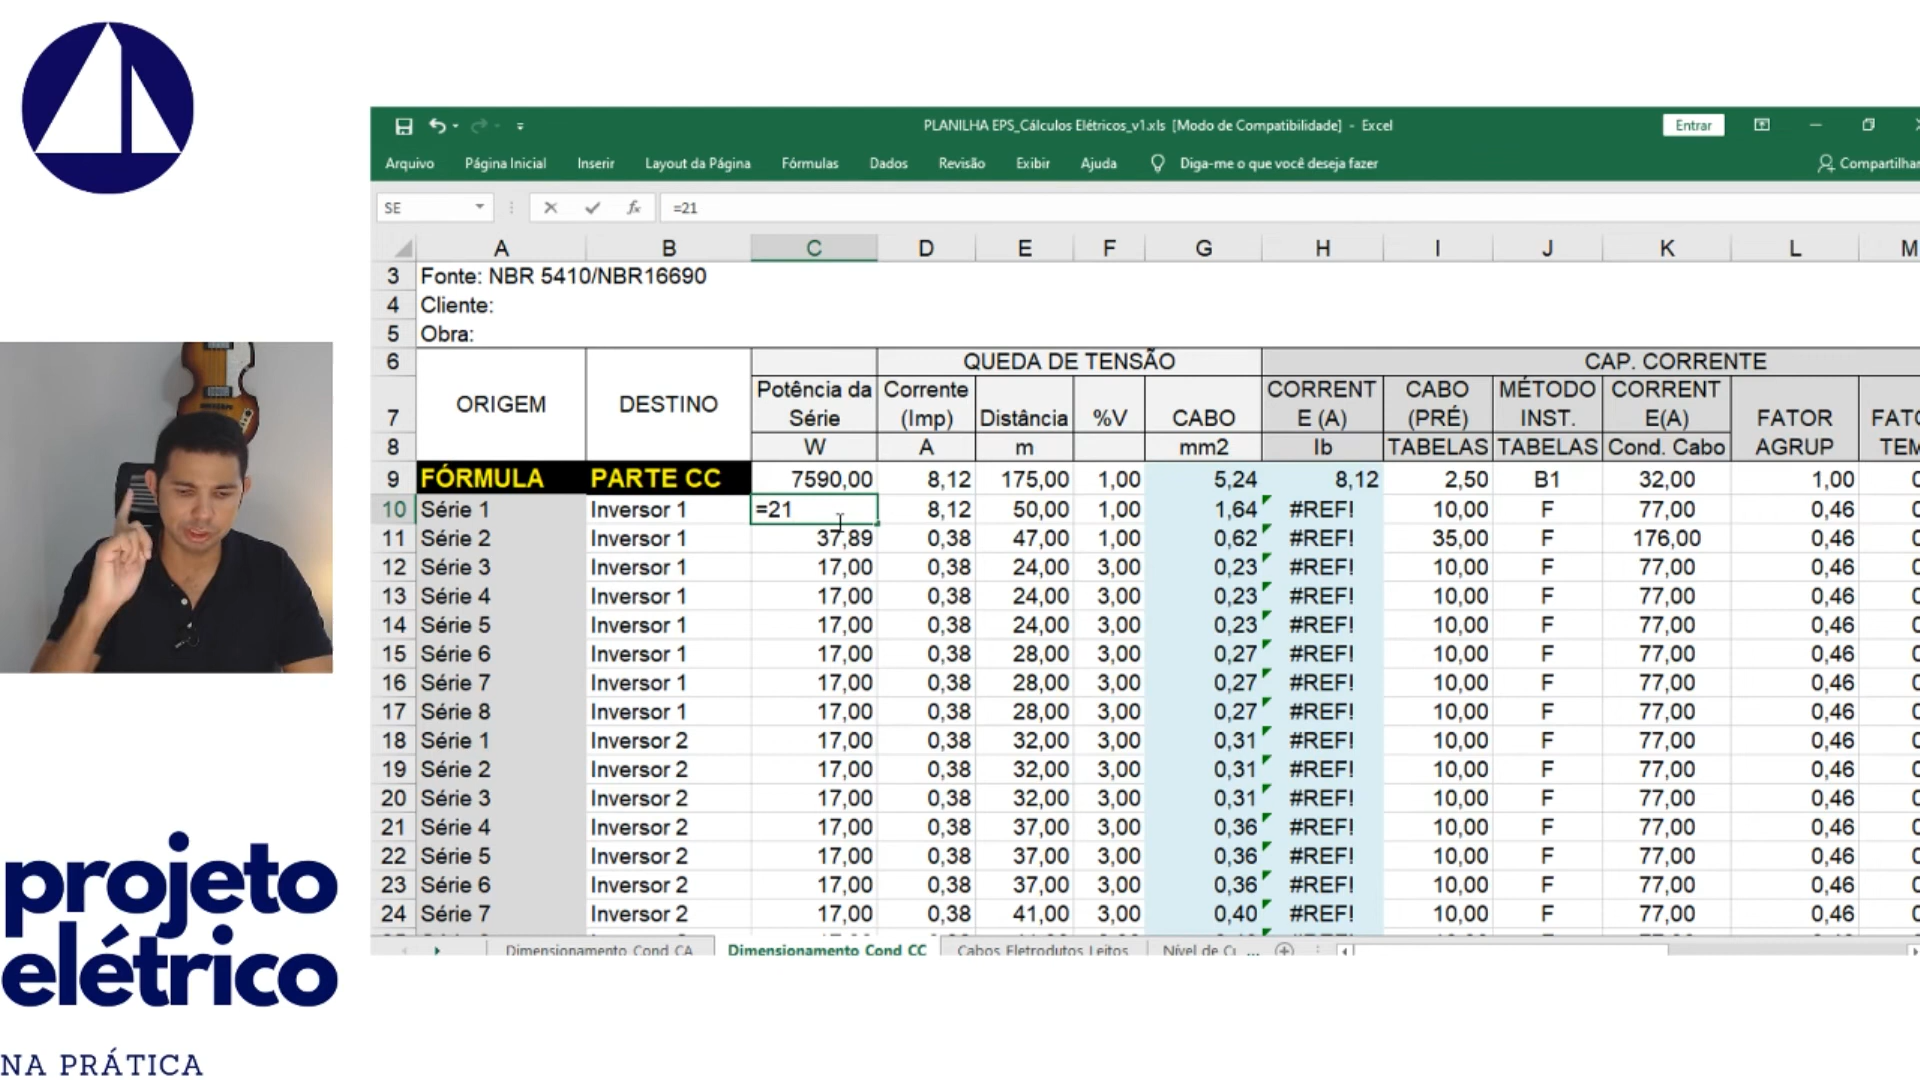 PLANILHA EPS_Cálculos Elétricos_v1.xls [Modo de Compatibilidade] - Excel
Entrar
Arquivo Página Inicial Inserir Layout da Página Fórmulas Dados Revisão Exibir Ajuda Diga-me o que você deseja fazer Compartilhar
SE fx =21
A B C D E F G H I J K L M
3 Fonte: NBR 5410/NBR16690
4 Cliente:
5 Obra:
6 QUEDA DE TENSÃO CAP. CORRENTE
ORIGEM DESTINO
7 Potência da Série Corrente (Imp) Distância %V CABO CORRENT E (A) CABO (PRÉ) MÉTODO INST. CORRENT E(A) FATOR AGRUP
8 W A m mm2 Ib TABELAS TABELAS Cond. Cabo
9 FÓRMULA PARTE CC 7590,00 8,12 175,00 1,00 5,24 8,12 2,50 B1 32,00 1,00
10 Série 1 Inversor 1 =21 8,12 50,00 1,00 1,64 #REF! 10,00 F 77,00 0,46
11 Série 2 Inversor 1 37,89 0,38 47,00 1,00 0,62 #REF! 35,00 F 176,00 0,46
12 Série 3 Inversor 1 17,00 0,38 24,00 3,00 0,23 #REF! 10,00 F 77,00 0,46
13 Série 4 Inversor 1 17,00 0,38 24,00 3,00 0,23 #REF! 10,00 F 77,00 0,46
14 Série 5 Inversor 1 17,00 0,38 24,00 3,00 0,23 #REF! 10,00 F 77,00 0,46
15 Série 6 Inversor 1 17,00 0,38 28,00 3,00 0,27 #REF! 10,00 F 77,00 0,46
16 Série 7 Inversor 1 17,00 0,38 28,00 3,00 0,27 #REF! 10,00 F 77,00 0,46
17 Série 8 Inversor 1 17,00 0,38 28,00 3,00 0,27 #REF! 10,00 F 77,00 0,46
18 Série 1 Inversor 2 17,00 0,38 32,00 3,00 0,31 #REF! 10,00 F 77,00 0,46
19 Série 2 Inversor 2 17,00 0,38 32,00 3,00 0,31 #REF! 10,00 F 77,00 0,46
20 Série 3 Inversor 2 17,00 0,38 32,00 3,00 0,31 #REF! 10,00 F 77,00 0,46
21 Série 4 Inversor 2 17,00 0,38 37,00 3,00 0,36 #REF! 10,00 F 77,00 0,46
22 Série 5 Inversor 2 17,00 0,38 37,00 3,00 0,36 #REF! 10,00 F 77,00 0,46
23 Série 6 Inversor 2 17,00 0,38 37,00 3,00 0,36 #REF! 10,00 F 77,00 0,46
24 Série 7 Inversor 2 17,00 0,38 41,00 3,00 0,40 #REF! 10,00 F 77,00 0,46
Dimensionamento Cond CA Dimensionamento Cond CC Cabos Eletrodutos Leitos Nível de ...
projeto
elétrico
NA PRÁTICA